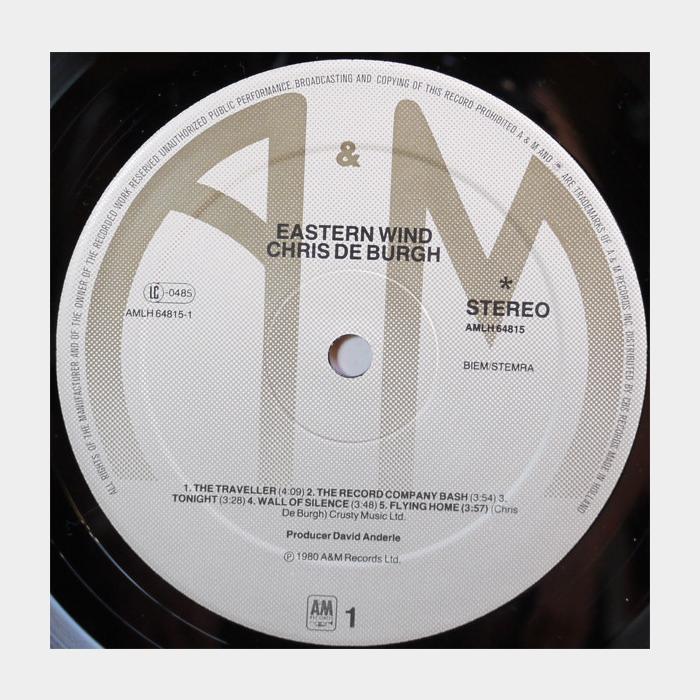 ALL RIGHTS OF THE MANUFACTURER AND OF THE OWNER OF THE RECORDED WORK RESERVED UNAUTHORIZED PUBLIC PERFORMANCE, BROADCASTING AND COPYING OF THIS RECORD PROHIBITED A & M AND ARE TRADEMARKS OF A & M RECORDS INC. DISTRIBUTED BY CBS RECORDS MADE IN HOLLAND
A & M
EASTERN WIND
CHRIS DE BURGH
LC -0485
AMLH 64815-1
*
STEREO
AMLH 64815
BIEM/STEMRA
1. THE TRAVELLER (4:09) 2. THE RECORD COMPANY BASH (3:54) 3.
TONIGHT (3:28) 4. WALL OF SILENCE (3:48) 5. FLYING HOME (3:57) (Chris
De Burgh) Crusty Music Ltd.
Producer David Anderle
℗ 1980 A&M Records Ltd.
AM
RECORDS
1